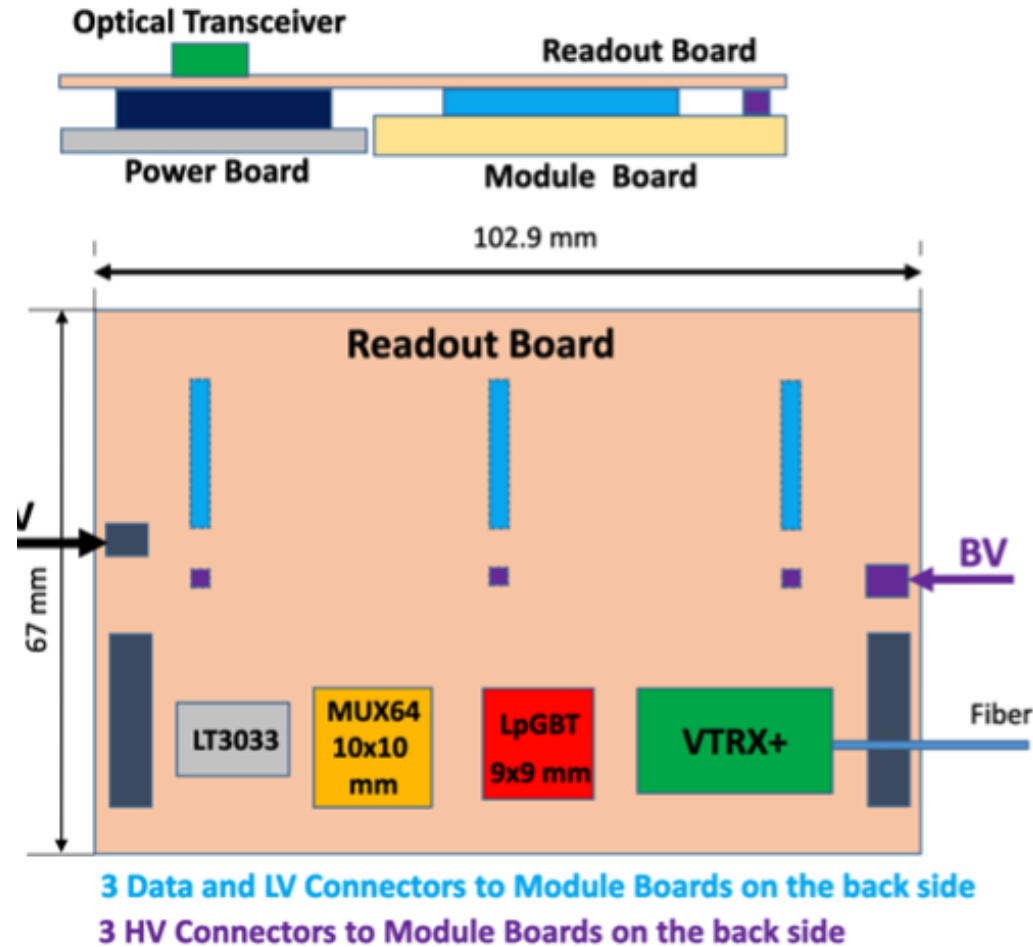 Optical Transceiver
Readout Board
Power Board
Module Board
102.9 mm
Readout Board
V
BV
67 mm
Fiber
LT3033
MUX64
10x10
mm
LpGBT
9x9 mm
VTRX+
3 Data and LV Connectors to Module Boards on the back side
3 HV Connectors to Module Boards on the back side